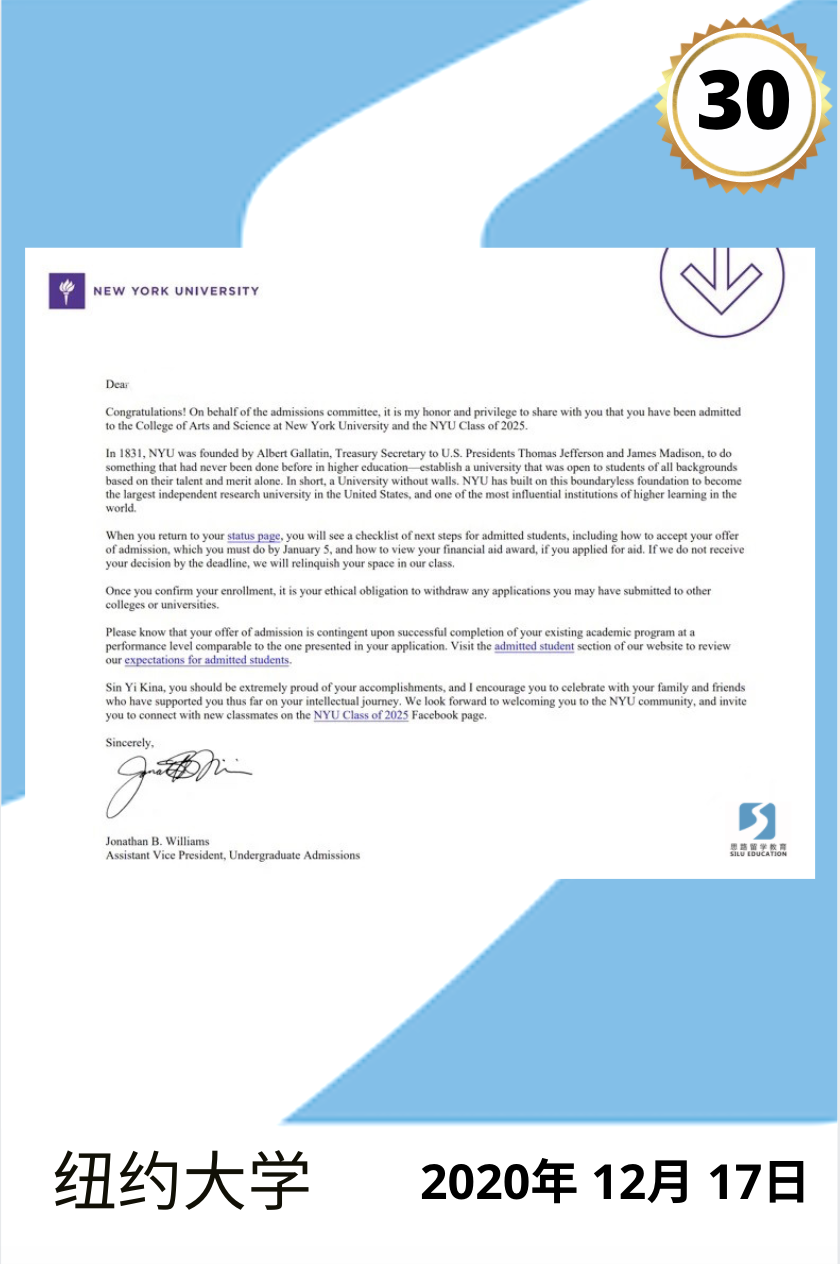 30
NEW YORK UNIVERSITY
Dear
Congratulations! On behalf of the admissions committee, it is my honor and privilege to share with you that you have been admitted
to the College of Arts and Science at New York University and the NYU Class of 2025.
In 1831, NYU was founded by Albert Gallatin, Treasury Secretary to U.S. Presidents Thomas Jefferson and James Madison, to do
something that had never been done before in higher education—establish a university that was open to students of all backgrounds
based on their talent and merit alone. In short, a University without walls. NYU has built on this boundaryless foundation to become
the largest independent research university in the United States, and one of the most influential institutions of higher learning in the
world.
When you return to your status page, you will see a checklist of next steps for admitted students, including how to accept your offer
of admission, which you must do by January 5, and how to view your financial aid award, if you applied for aid. If we do not receive
your decision by the deadline, we will relinquish your space in our class.
Once you confirm your enrollment, it is your ethical obligation to withdraw any applications you may have submitted to other
colleges or universities.
Please know that your offer of admission is contingent upon successful completion of your existing academic program at a
performance level comparable to the one presented in your application. Visit the admitted student section of our website to review
our expectations for admitted students.
Sin Yi Kina, you should be extremely proud of your accomplishments, and I encourage you to celebrate with your family and friends
who have supported you thus far on your intellectual journey. We look forward to welcoming you to the NYU community, and invite
you to connect with new classmates on the NYU Class of 2025 Facebook page.
Sincerely,
Jonathan B. Williams
Assistant Vice President, Undergraduate Admissions
思路留学教育
SILU EDUCATION
纽约大学
2020年 12月 17日